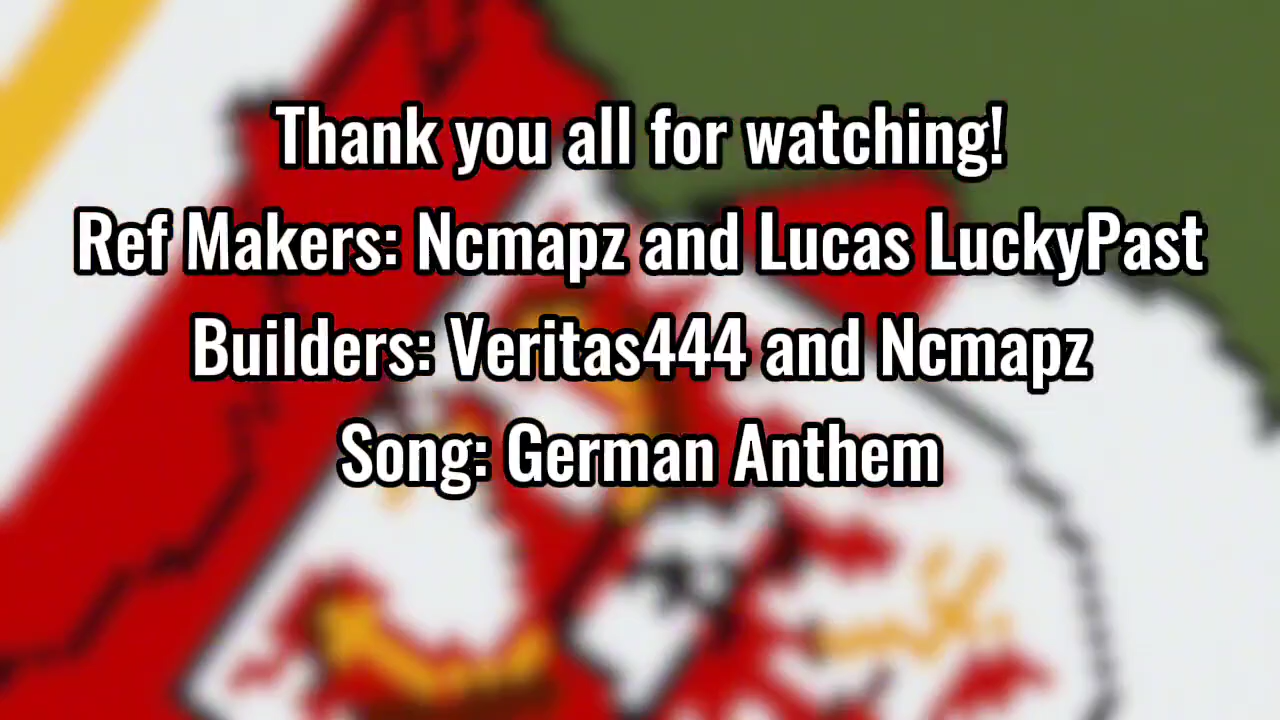 Thank you all for watching!
Ref Makers: Ncmapz and Lucas LuckyPast
Builders: Veritas444 and Ncmapz
Song: German Anthem